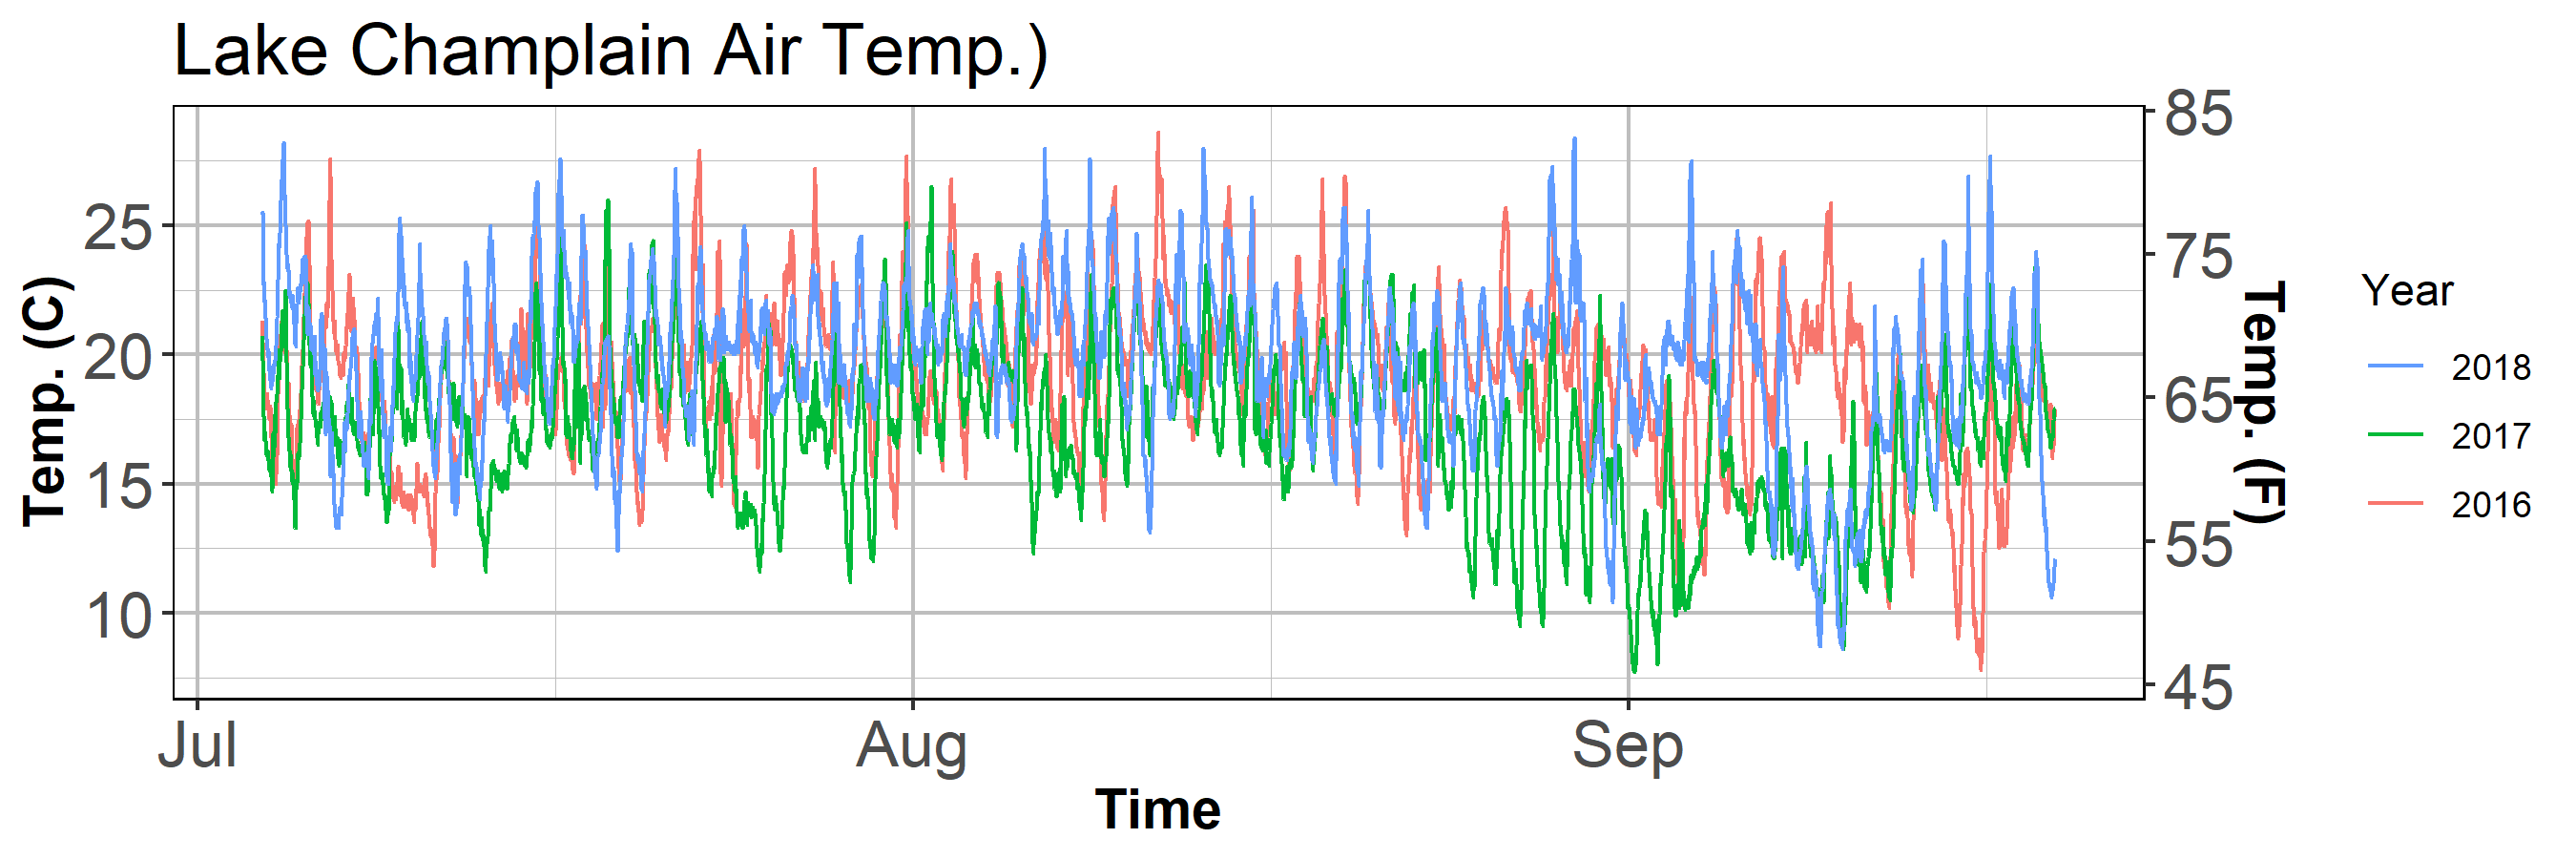 Lake Champlain Air Temp.)
Temp. (C)
25
20
15
10
85
75
65
55
45
Temp. (F)
Jul
Aug
Sep
Time
Year
2018
2017
2016